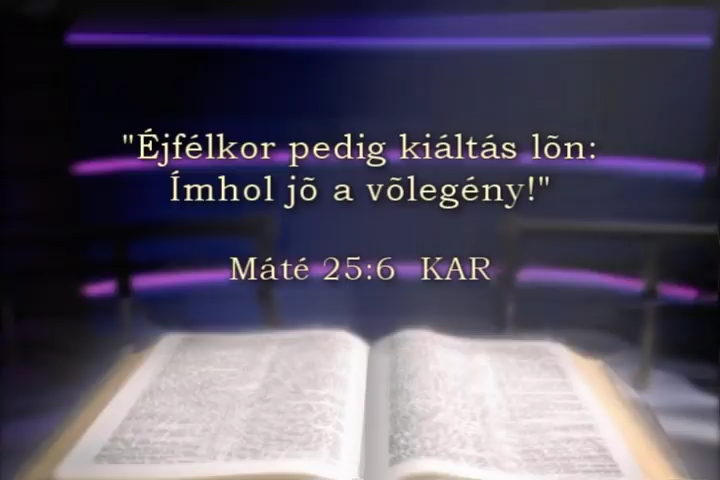 "Éjfélkor pedig kiáltás lõn:
Ímhol jõ a võlegény!"
Máté 25:6 KAR